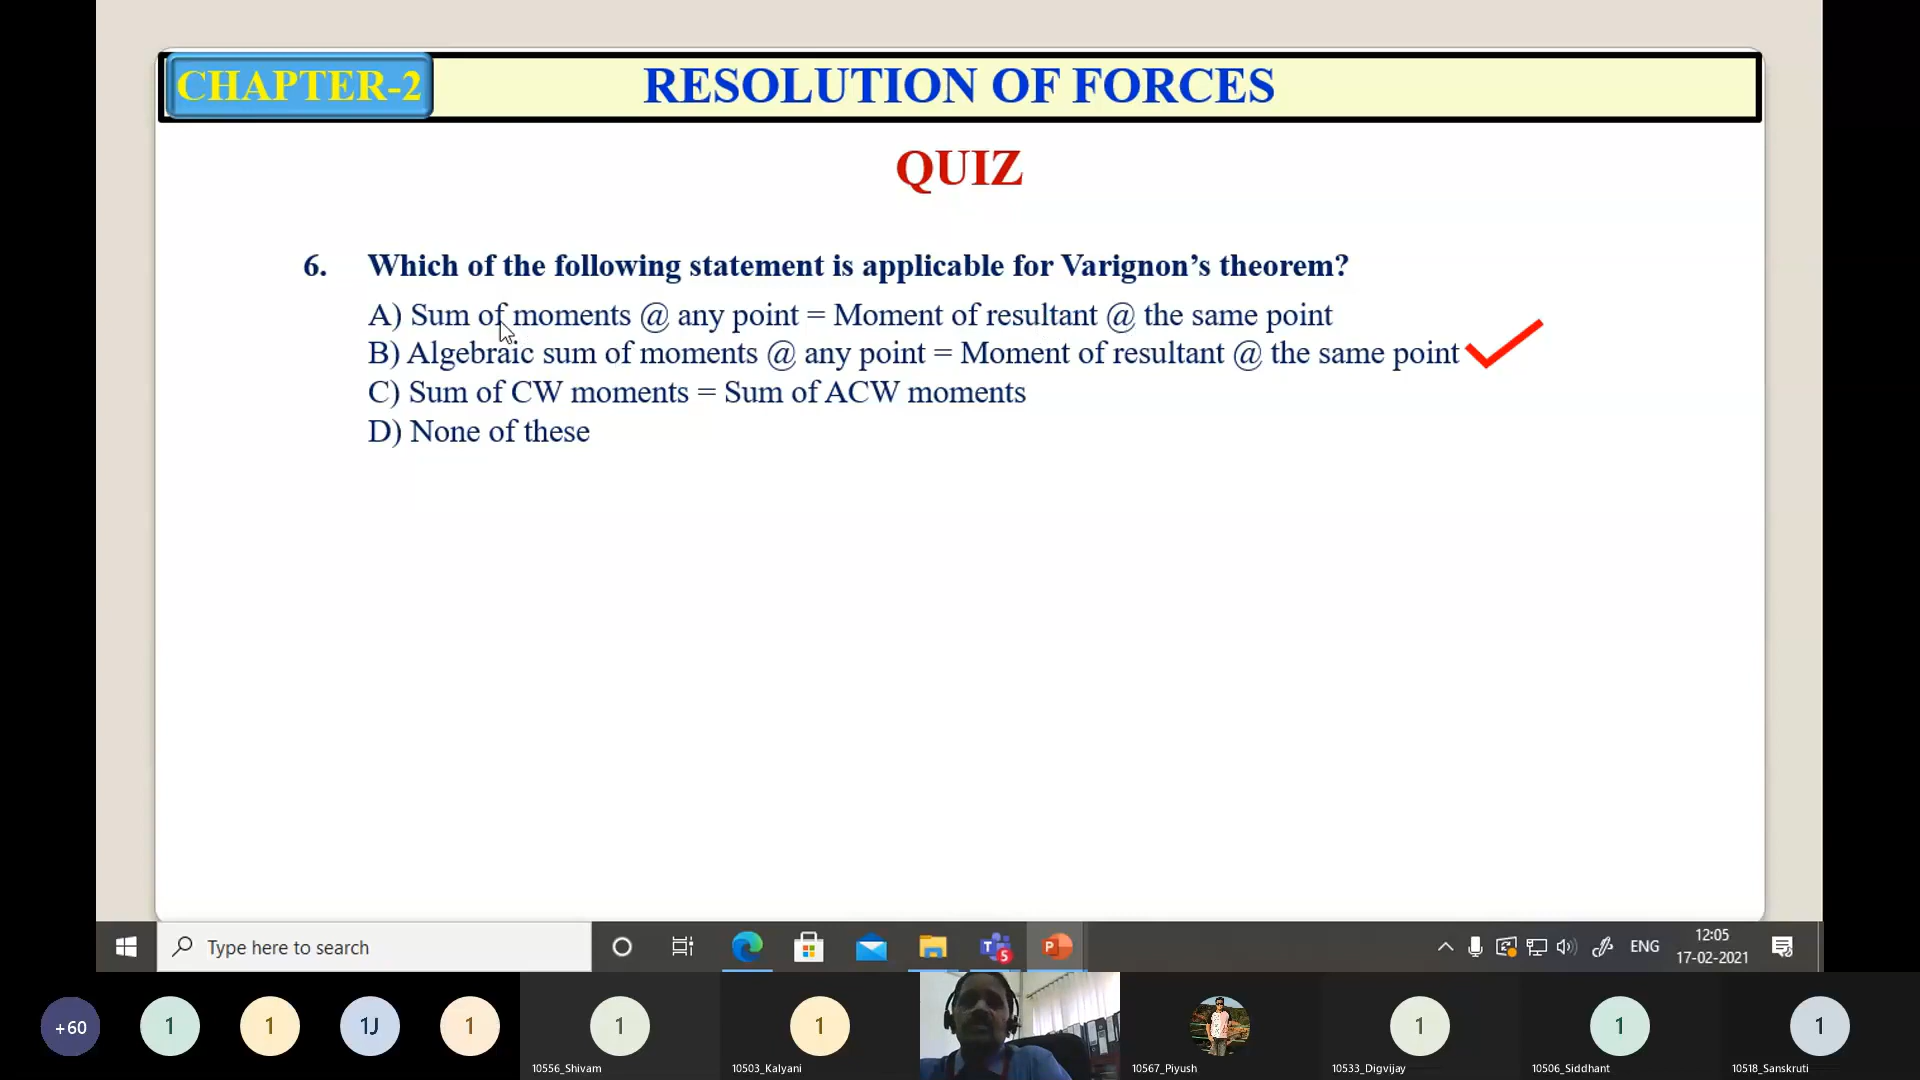 CHAPTER-2
RESOLUTION OF FORCES
QUIZ
6. Which of the following statement is applicable for Varignon’s theorem?
A) Sum of moments @ any point = Moment of resultant @ the same point
B) Algebraic sum of moments @ any point = Moment of resultant @ the same point
C) Sum of CW moments = Sum of ACW moments
D) None of these
Type here to search
T
5
P
ENG
12:05
17-02-2021
+60
1
1
1J
1
1
1
1
1
1
10556_Shivam
10503_Kalyani
10567_Piyush
10533_Digvijay
10506_Siddhant
10518_Sanskruti